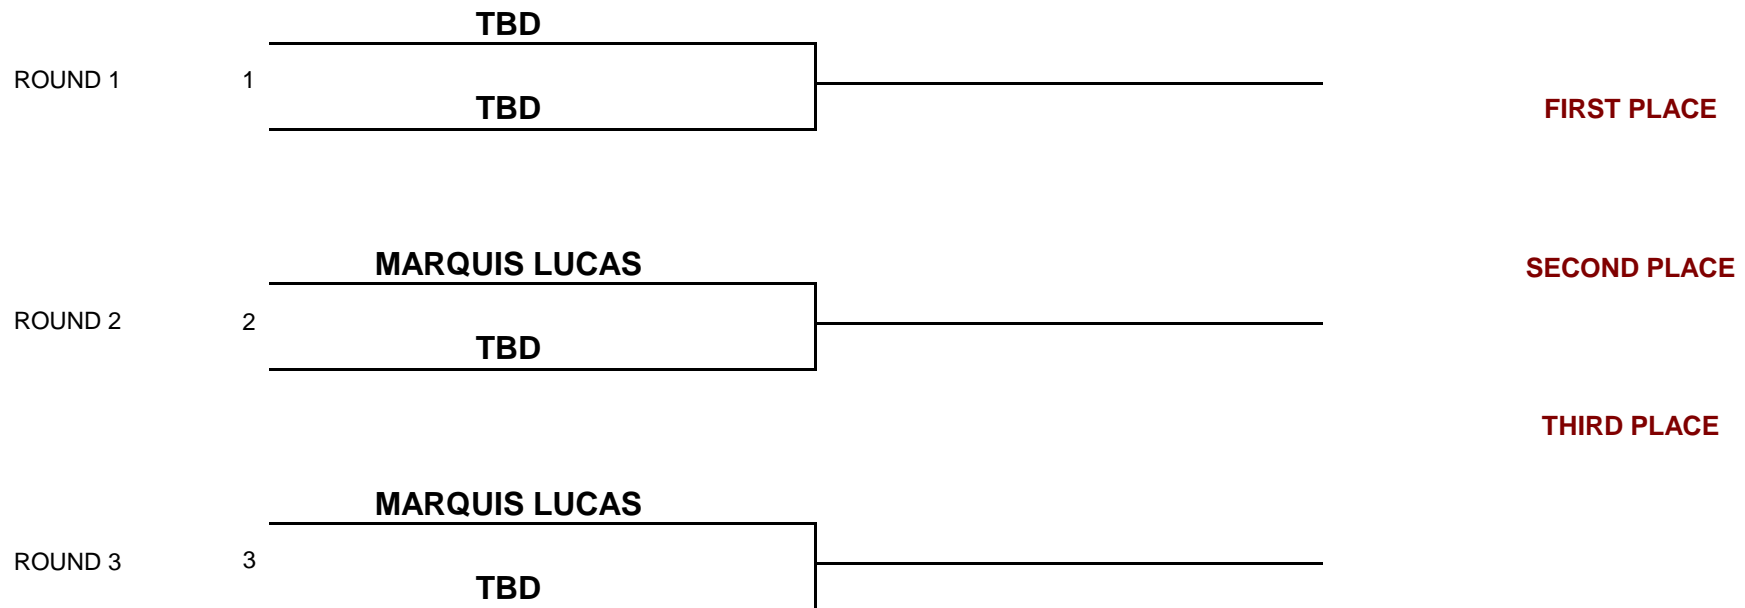 TBD
ROUND 1 1
TBD
FIRST PLACE
MARQUIS LUCAS
SECOND PLACE
ROUND 2 2
TBD
THIRD PLACE
MARQUIS LUCAS
ROUND 3 3
TBD